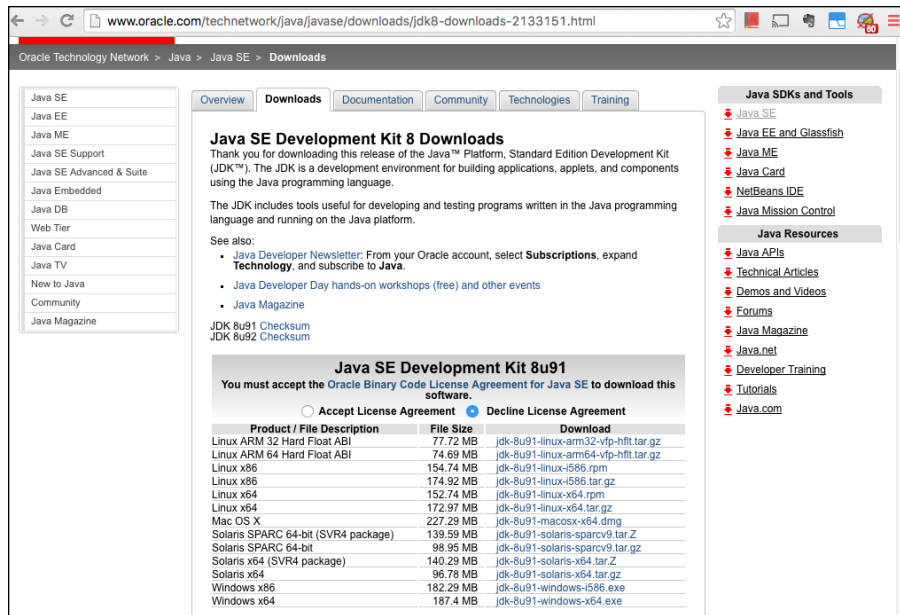 www.oracle.com/technetwork/java/javase/downloads/jdk8-downloads-2133151.html
60
Oracle Technology Network > Java > Java SE > Downloads
Java SE
Java EE
Java ME
Java SE Support
Java SE Advanced & Suite
Java Embedded
Java DB
Web Tier
Java Card
Java TV
New to Java
Community
Java Magazine
Overview Downloads Documentation Community Technologies Training
Java SE Development Kit 8 Downloads
Thank you for downloading this release of the Java™ Platform, Standard Edition Development Kit
(JDK™). The JDK is a development environment for building applications, applets, and components
using the Java programming language.
The JDK includes tools useful for developing and testing programs written in the Java programming
language and running on the Java platform.
See also:
Java Developer Newsletter: From your Oracle account, select Subscriptions, expand
Technology, and subscribe to Java.
Java Developer Day hands-on workshops (free) and other events
Java Magazine
JDK 8u91 Checksum
JDK 8u92 Checksum
Java SE Development Kit 8u91
You must accept the Oracle Binary Code License Agreement for Java SE to download this
software.
Accept License Agreement Decline License Agreement
Product / File Description File Size Download
Linux ARM 32 Hard Float ABI 77.72 MB jdk-8u91-linux-arm32-vfp-hflt.tar.gz
Linux ARM 64 Hard Float ABI 74.69 MB jdk-8u91-linux-arm64-vfp-hflt.tar.gz
Linux x86 154.74 MB jdk-8u91-linux-i586.rpm
Linux x86 174.92 MB jdk-8u91-linux-i586.tar.gz
Linux x64 152.74 MB jdk-8u91-linux-x64.rpm
Linux x64 172.97 MB jdk-8u91-linux-x64.tar.gz
Mac OS X 227.29 MB jdk-8u91-macosx-x64.dmg
Solaris SPARC 64-bit (SVR4 package) 139.59 MB jdk-8u91-solaris-sparcv9.tar.Z
Solaris SPARC 64-bit 98.95 MB jdk-8u91-solaris-sparcv9.tar.gz
Solaris x64 (SVR4 package) 140.29 MB jdk-8u91-solaris-x64.tar.Z
Solaris x64 96.78 MB jdk-8u91-solaris-x64.tar.gz
Windows x86 182.29 MB jdk-8u91-windows-i586.exe
Windows x64 187.4 MB jdk-8u91-windows-x64.exe
Java SDKs and Tools
Java SE
Java EE and Glassfish
Java ME
Java Card
NetBeans IDE
Java Mission Control
Java Resources
Java APIs
Technical Articles
Demos and Videos
Forums
Java Magazine
Java.net
Developer Training
Tutorials
Java.com